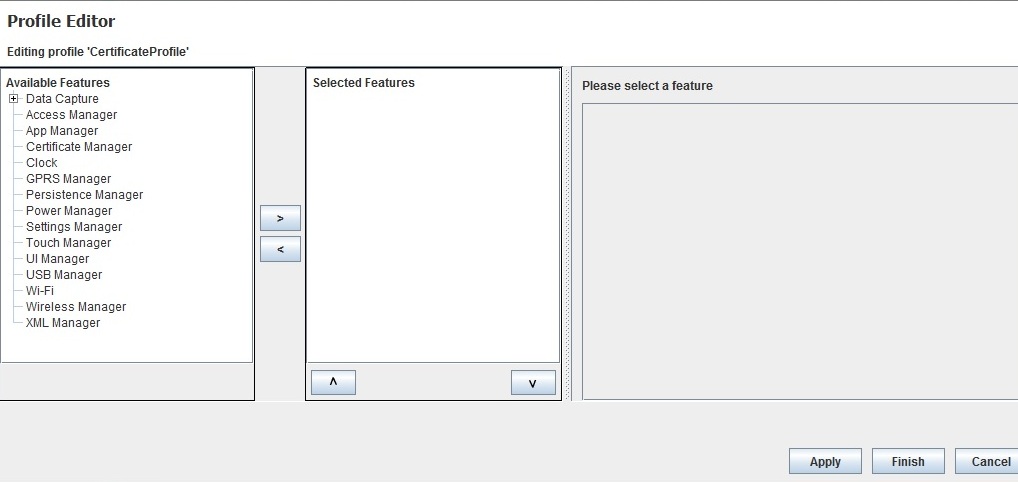 Profile Editor
Editing profile 'CertificateProfile'
Available Features
Data Capture
Access Manager
App Manager
Certificate Manager
Clock
GPRS Manager
Persistence Manager
Power Manager
Settings Manager
Touch Manager
UI Manager
USB Manager
Wi-Fi
Wireless Manager
XML Manager
>
<
Selected Features
˄
˅
Please select a feature
Apply
Finish
Cancel